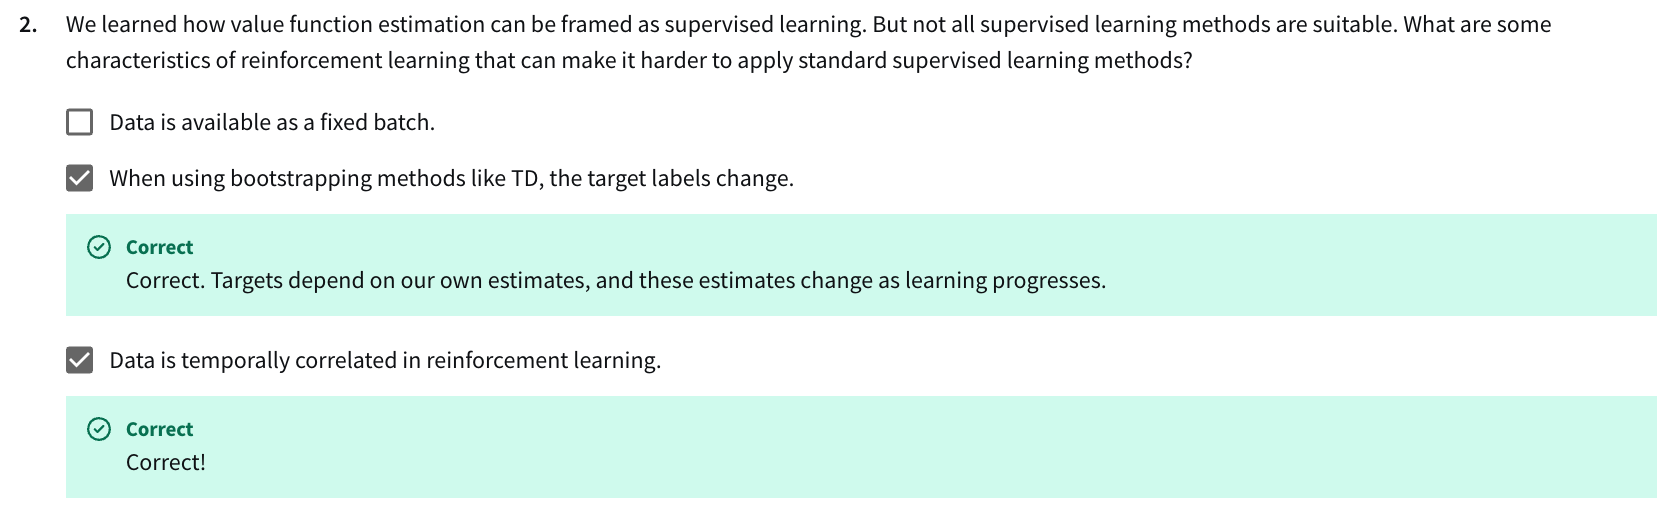 2. We learned how value function estimation can be framed as supervised learning. But not all supervised learning methods are suitable. What are some
characteristics of reinforcement learning that can make it harder to apply standard supervised learning methods?
Data is available as a fixed batch.
When using bootstrapping methods like TD, the target labels change.
Correct
Correct. Targets depend on our own estimates, and these estimates change as learning progresses.
Data is temporally correlated in reinforcement learning.
Correct
Correct!